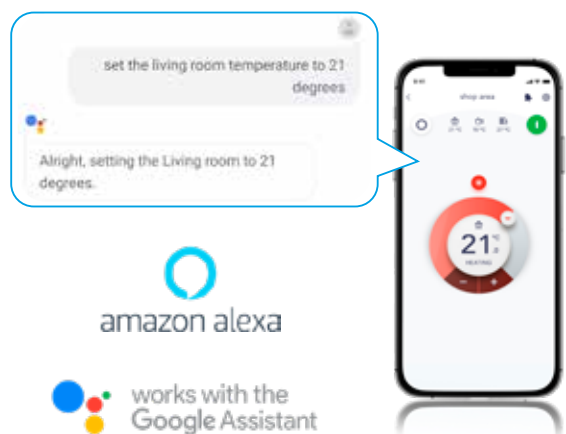 set the living room temperature to 21
degrees
Alright, setting the Living room to 21
degrees.
shop area
21
°C
HEATING
amazon alexa
works with the
Google Assistant